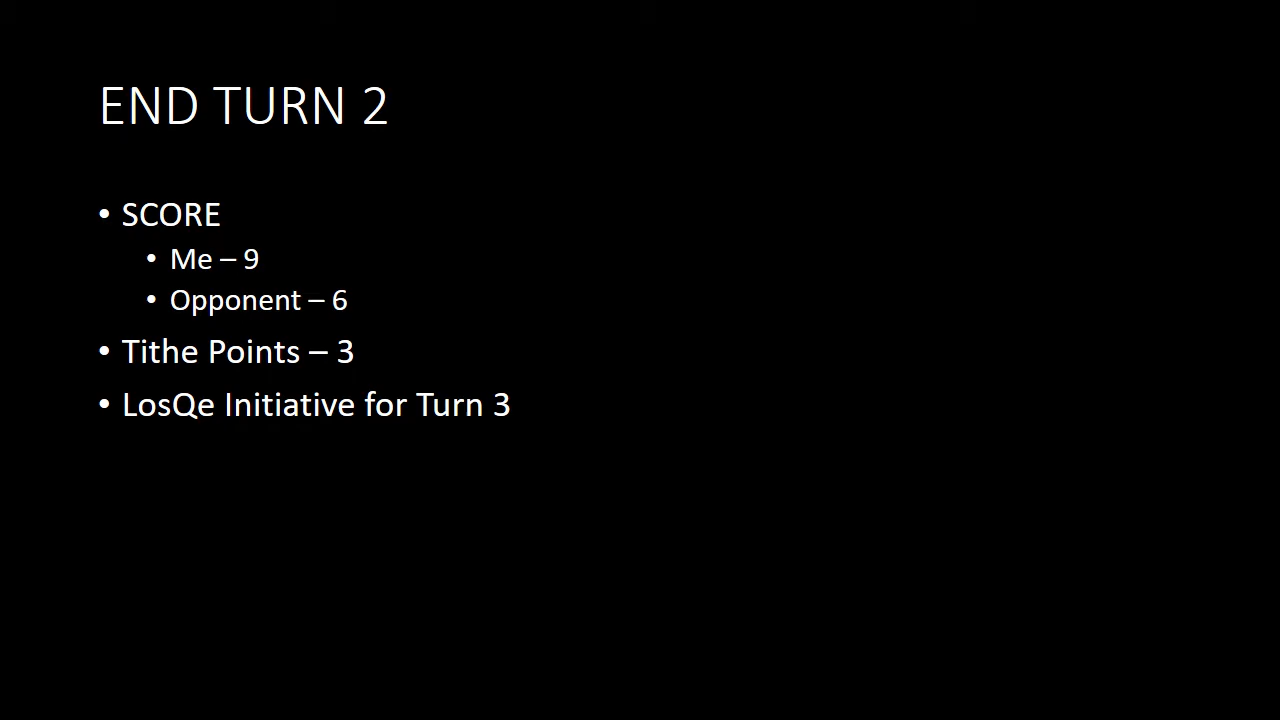 END TURN 2
• SCORE
• Me – 9
• Opponent – 6
• Tithe Points – 3
• LosQe Initiative for Turn 3